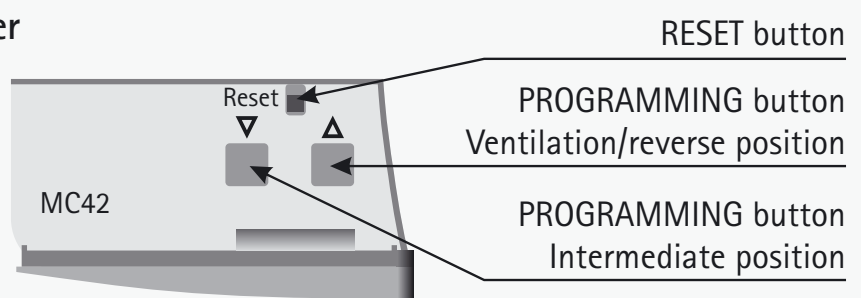 er
RESET button
Reset
PROGRAMMING button
Ventilation/reverse position
MC42
PROGRAMMING button
Intermediate position